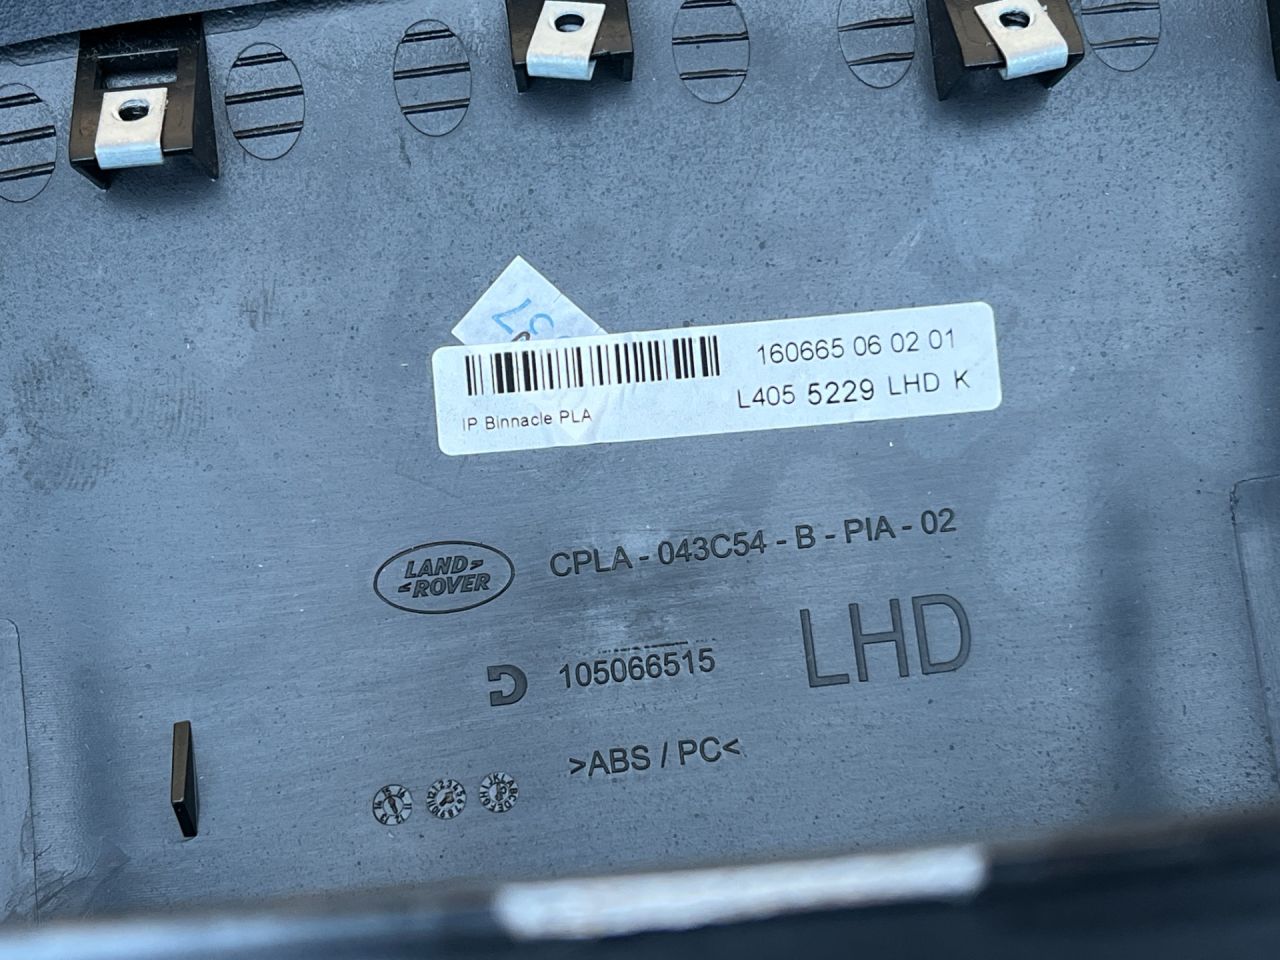 160665 06 02 01
L405 5229 LHD K
IP Binnacle PLA
LAND
ROVER
CPLA - 043C54 - B - PIA - 02
105066515
LHD
>ABS / PC<